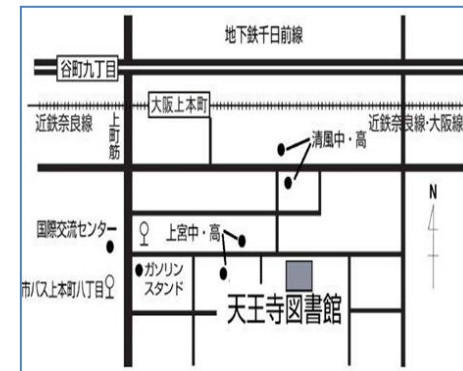 地下鉄千日前線
谷町九丁目
大阪上本町
近鉄奈良線
上町筋
近鉄奈良線・大阪線
清風中・高
N
国際交流センター
上宮中・高
ガソリン
スタンド
市バス上本町八丁目
天王寺図書館